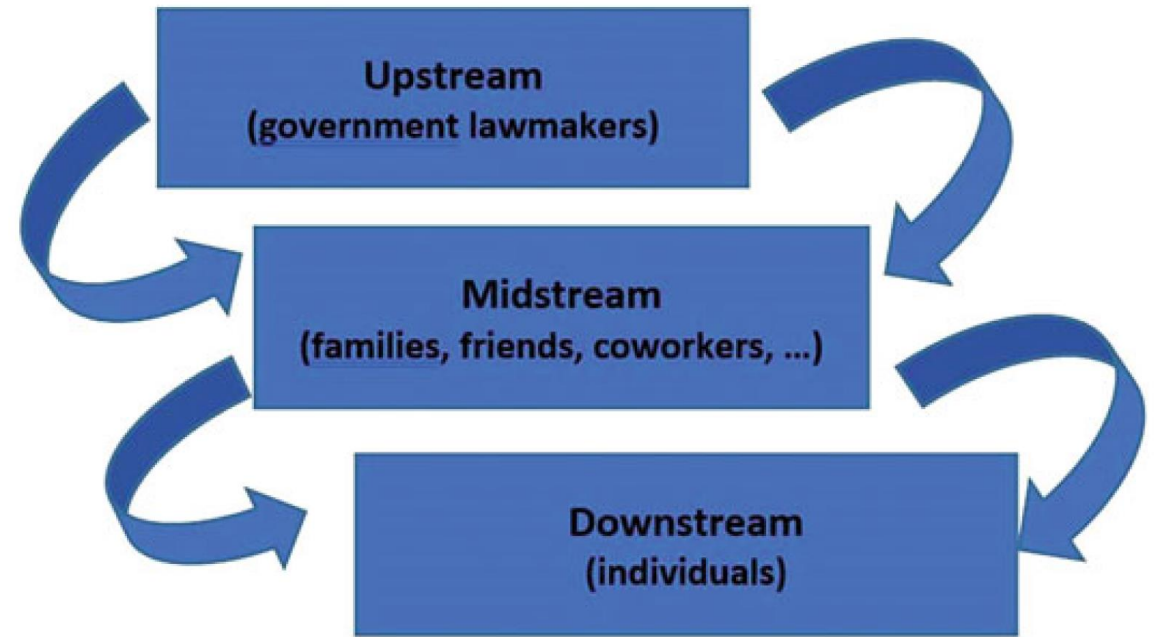 Upstream
(government lawmakers)
Midstream
(families, friends, coworkers, ...)
Downstream
(individuals)